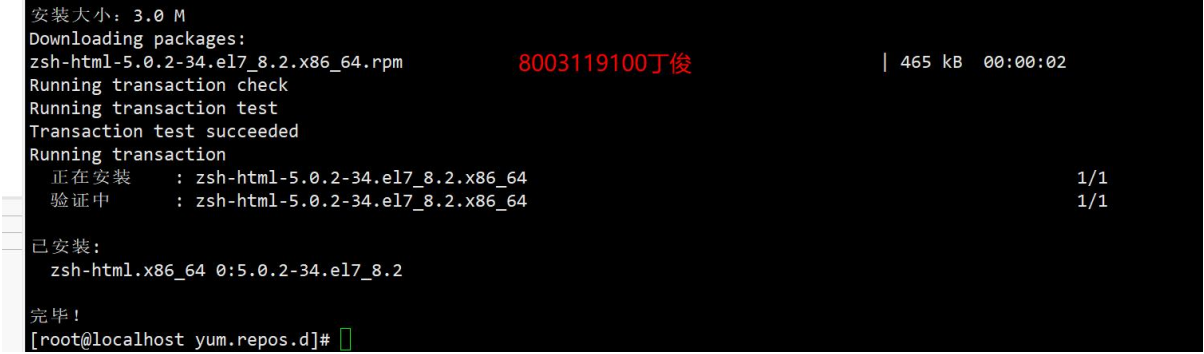 安装大小：3.0 M
Downloading packages:
zsh-html-5.0.2-34.el7_8.2.x86_64.rpm 8003119100丁俊 | 465 kB 00:00:02
Running transaction check
Running transaction test
Transaction test succeeded
Running transaction
正在安装 : zsh-html-5.0.2-34.el7_8.2.x86_64 1/1
验证中 : zsh-html-5.0.2-34.el7_8.2.x86_64 1/1
已安装:
zsh-html.x86_64 0:5.0.2-34.el7_8.2
完毕！
[root@localhost yum.repos.d]#